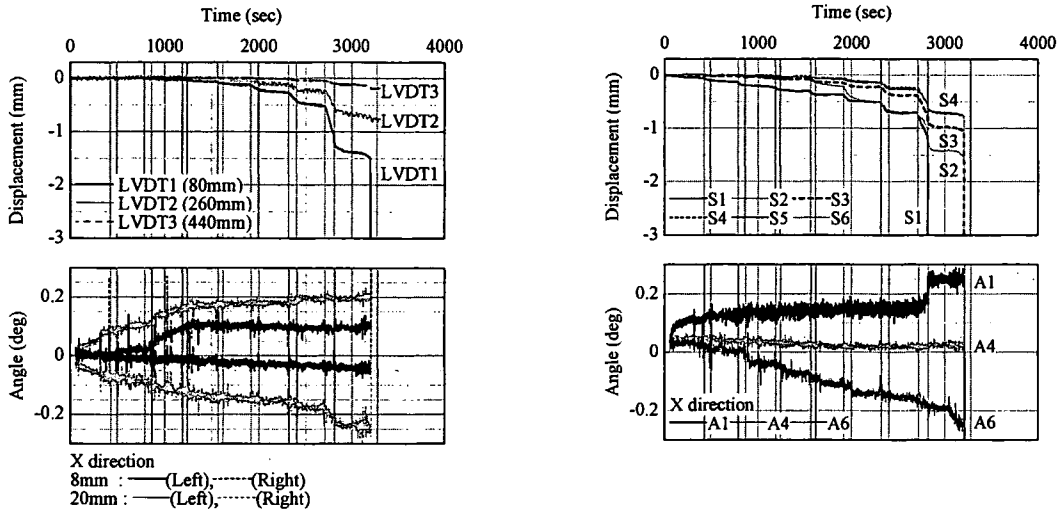 Time (sec)
0 1000 2000 3000 4000
Displacement (mm)
0
-1
-2
-3
LVDT3
LVDT2
LVDT1
LVDT1 (80mm)
LVDT2 (260mm)
LVDT3 (440mm)
Angle (deg)
0.2
0
-0.2
X direction
8mm : (Left), (Right)
20mm : (Left), (Right)
Time (sec)
0 1000 2000 3000 4000
Displacement (mm)
0
-1
-2
-3
S4
S3
S2
S1
S1 S2 S3
S4 S5 S6
Angle (deg)
0.2
0
-0.2
A1
A4
A6
X direction
A1 A4 A6